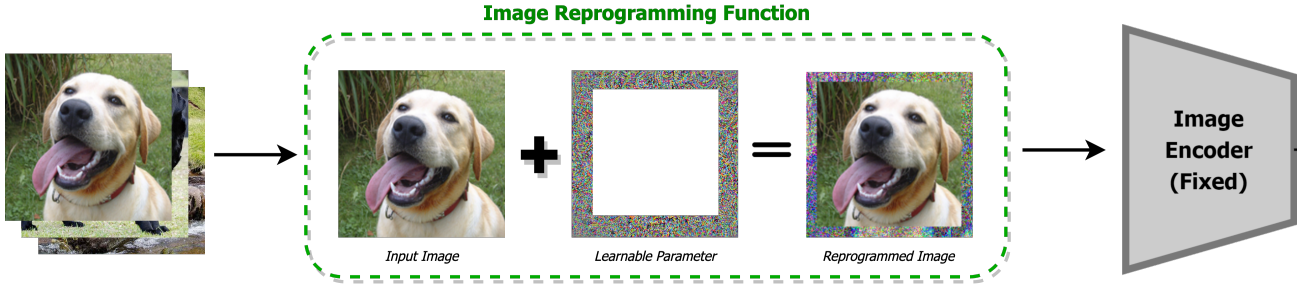 Image Reprogramming Function
Input Image
Learnable Parameter
Reprogrammed Image
Image
Encoder
(Fixed)